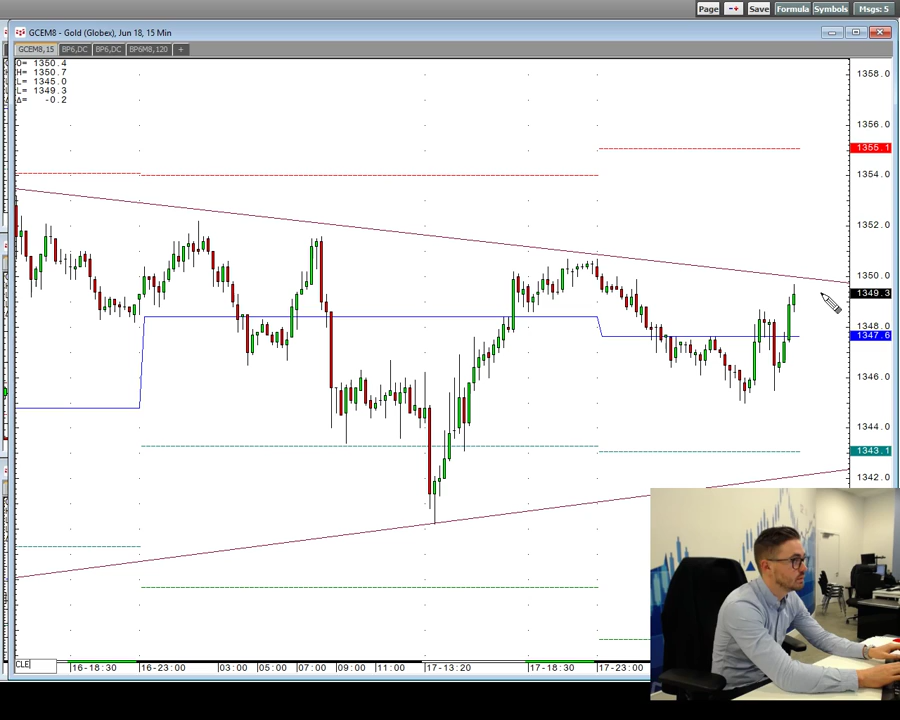 Page -+ Save Formula Symbols Msgs: 5
GCEM8 - Gold (Globex), Jun 18, 15 Min
GCEM8,15 BP6,DC BP6,DC BP6M8,120 +
O= 1350.4
H= 1350.7
L= 1345.0
L= 1349.3
Δ= -0.2
1358.0
1356.0
1355.1
1354.0
1352.0
1350.0
1349.3
1348.0
1347.6
1346.0
1344.0
1343.1
1342.0
CLE 16-18:30 16-23:00 03:00 05:00 07:00 09:00 11:00 17-13:20 17-18:30 17-23:00